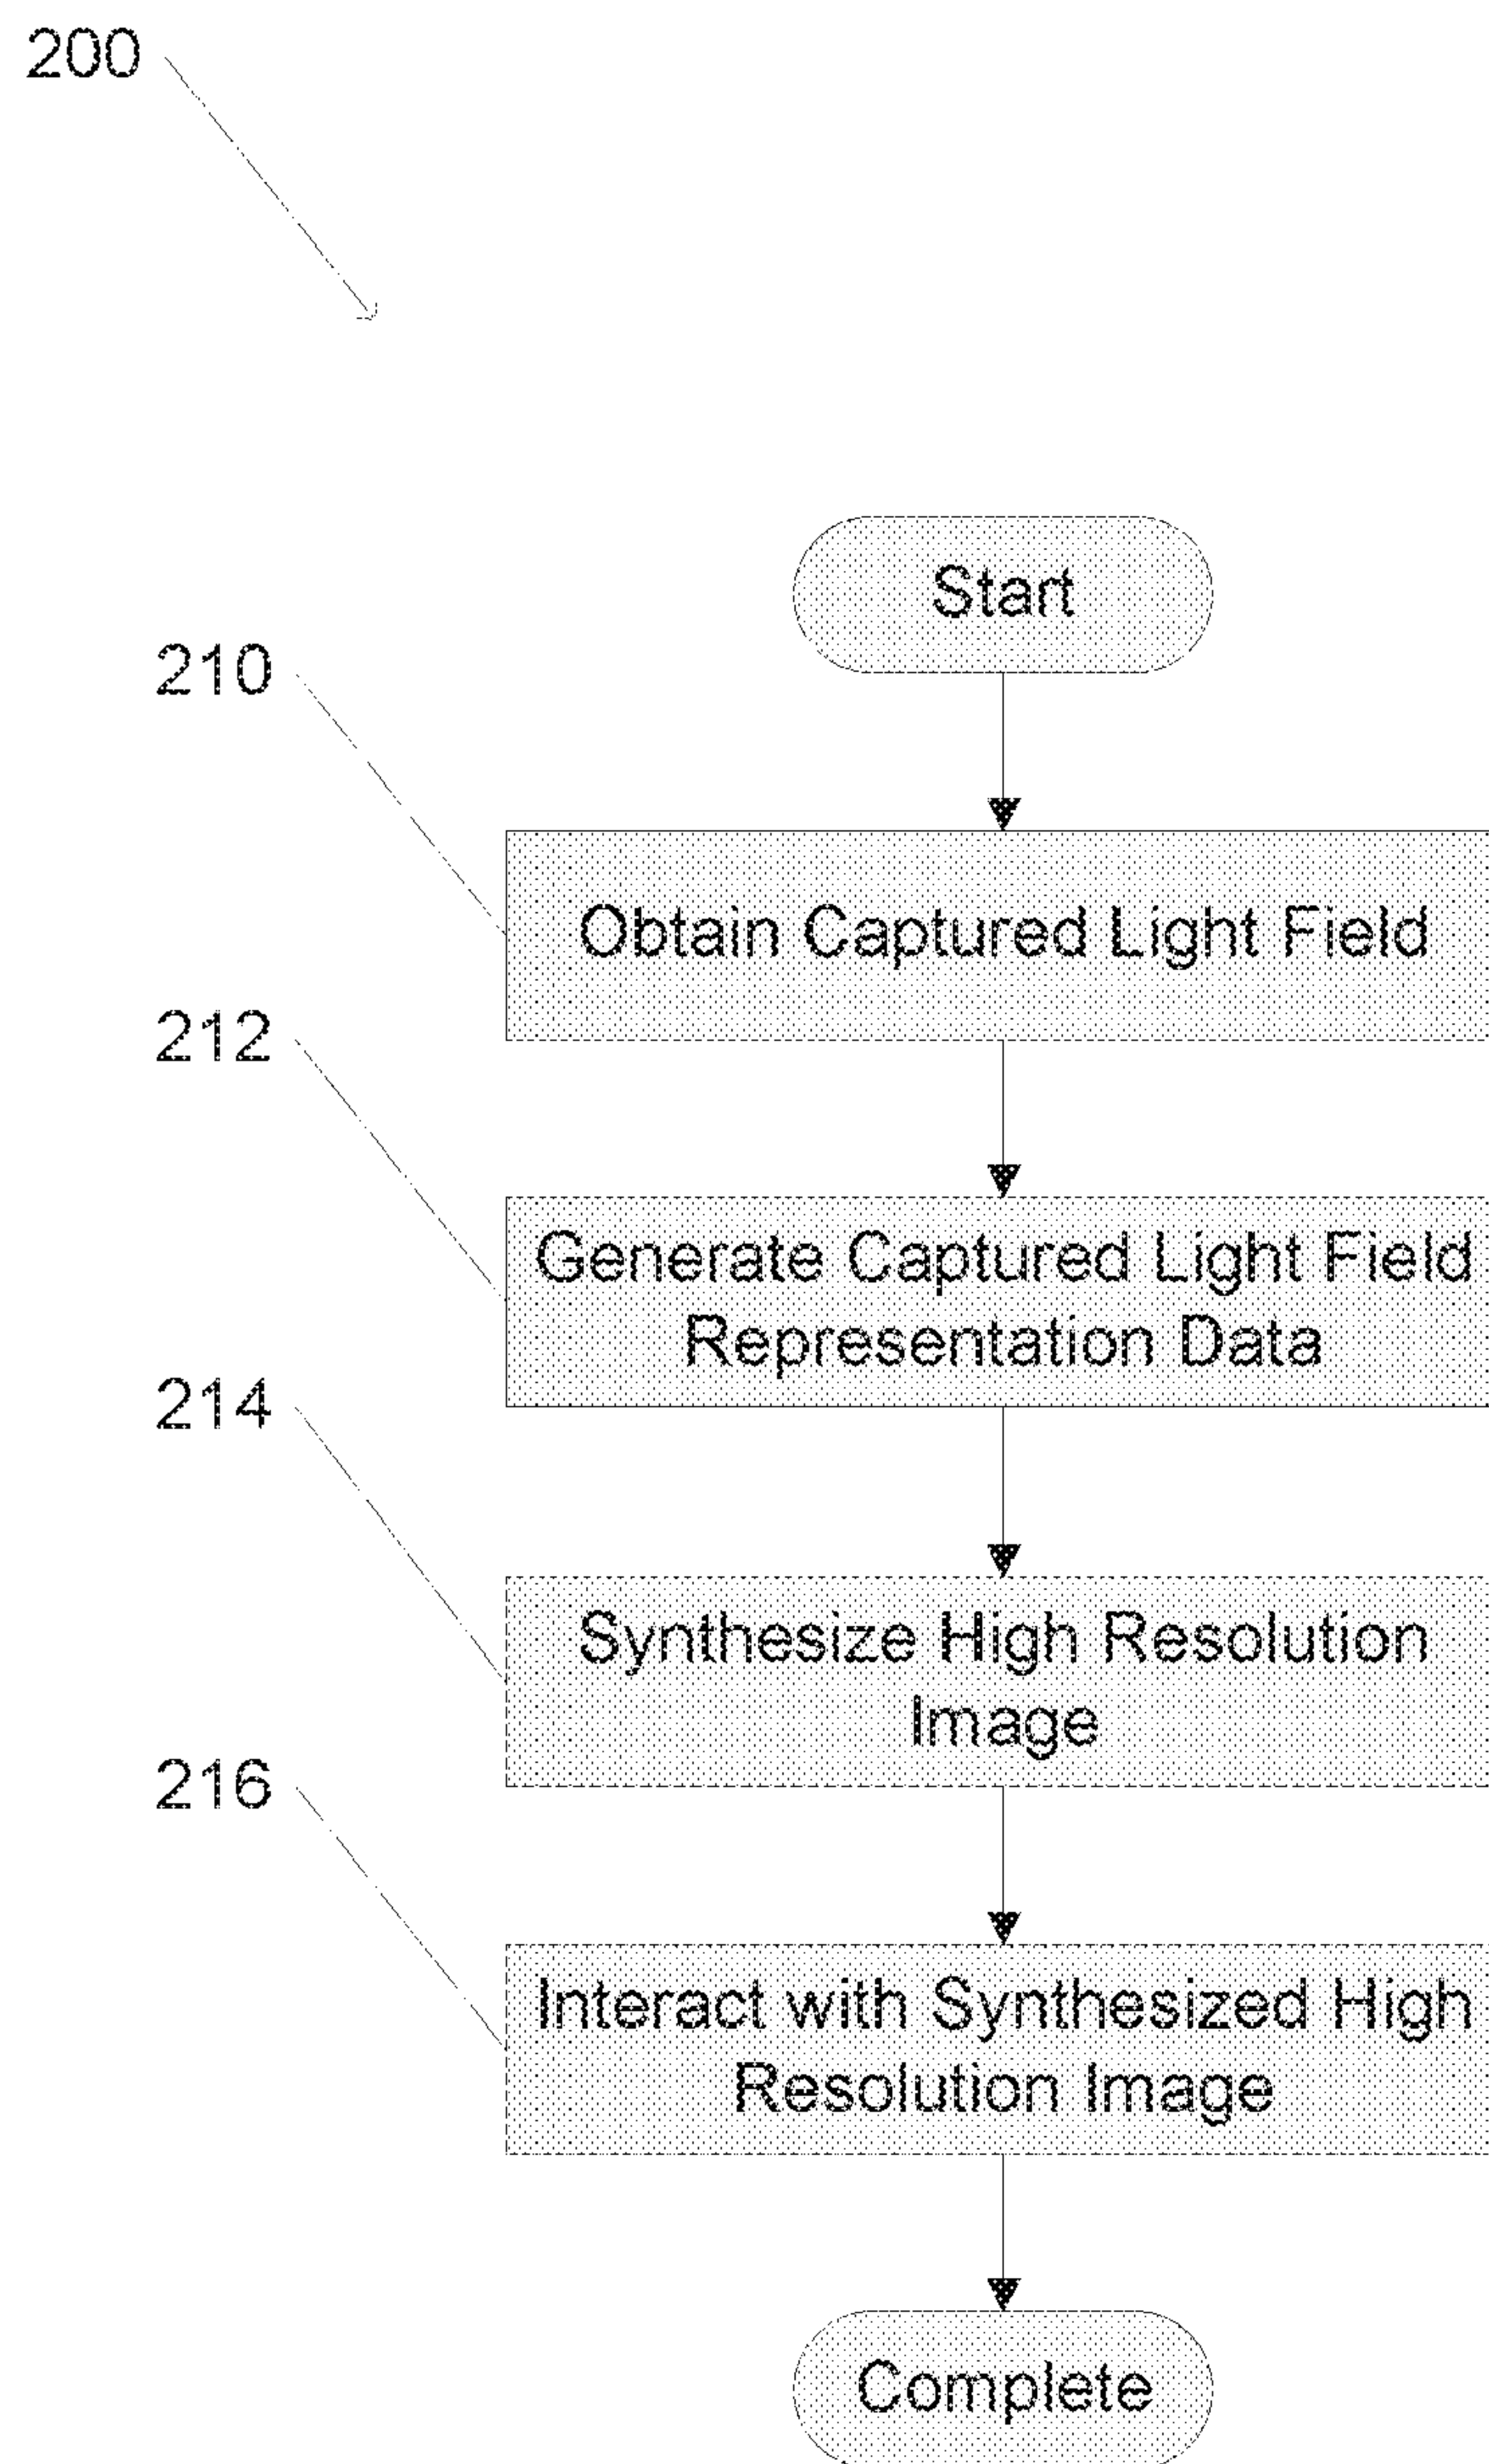 200
Start
210
Obtain Captured Light Field
212
Generate Captured Light Field
Representation Data
214
Synthesize High Resolution
Image
216
Interact with Synthesized High
Resolution Image
Complete